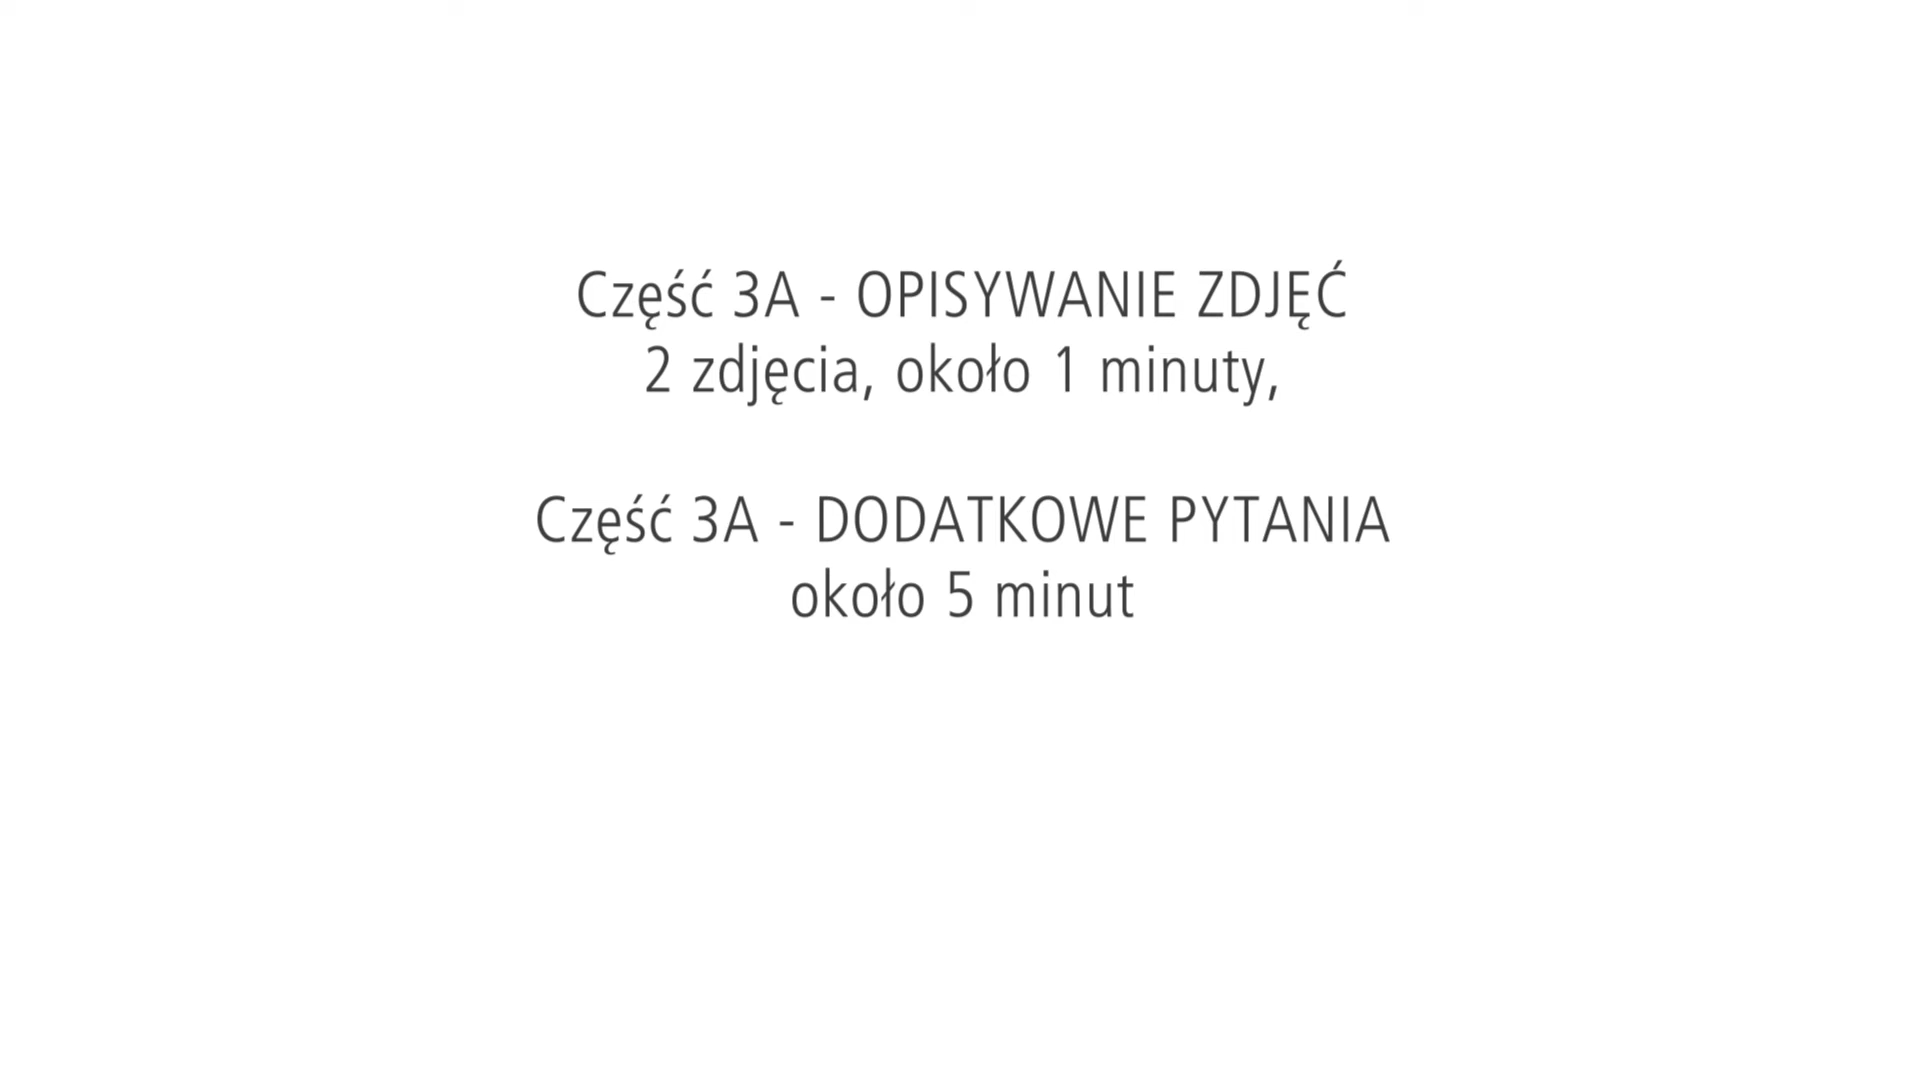 Część 3A - OPISYWANIE ZDJĘĆ
2 zdjęcia, około 1 minuty,
Część 3A - DODATKOWE PYTANIA
około 5 minut